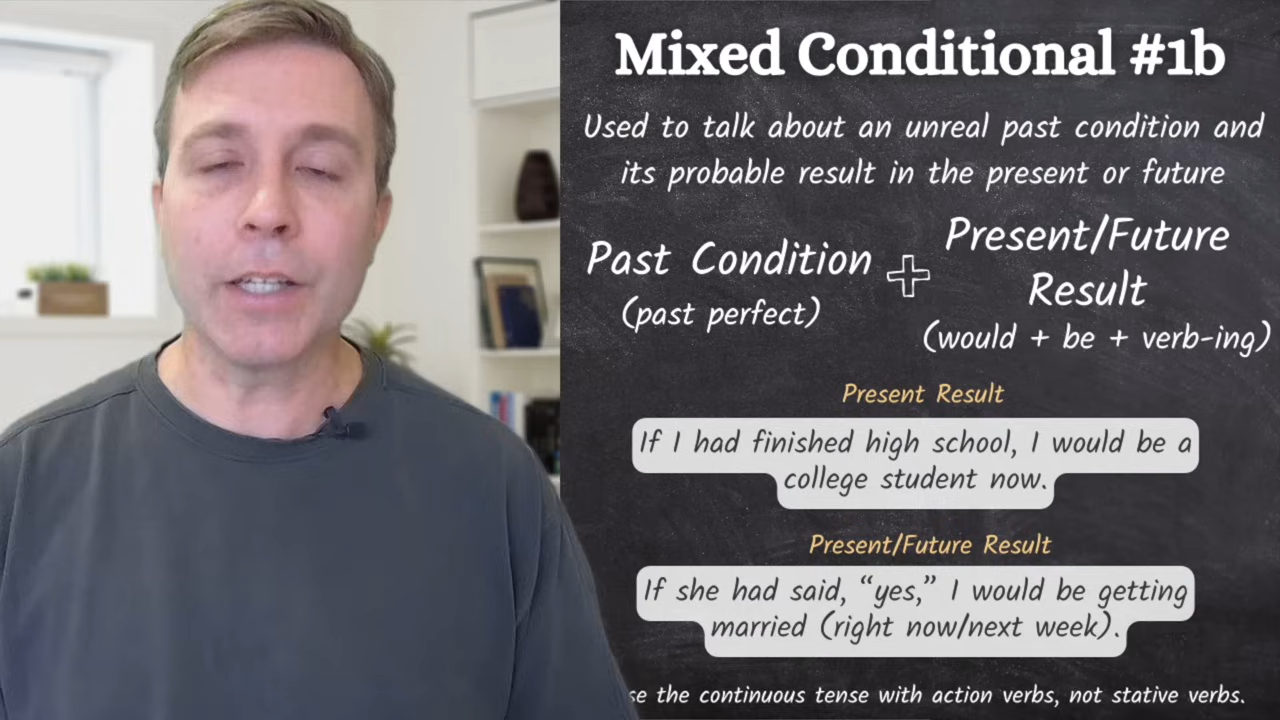 Mixed Conditional #1b
Used to talk about an unreal past condition and
its probable result in the present or future
Past Condition
(past perfect)
Present/Future
Result
(would + be + verb-ing)
Present Result
If I had finished high school, I would be a
college student now.
Present/Future Result
If she had said, “yes,” I would be getting
married (right now/next week).
the continuous tense with action verbs, not stative verbs.